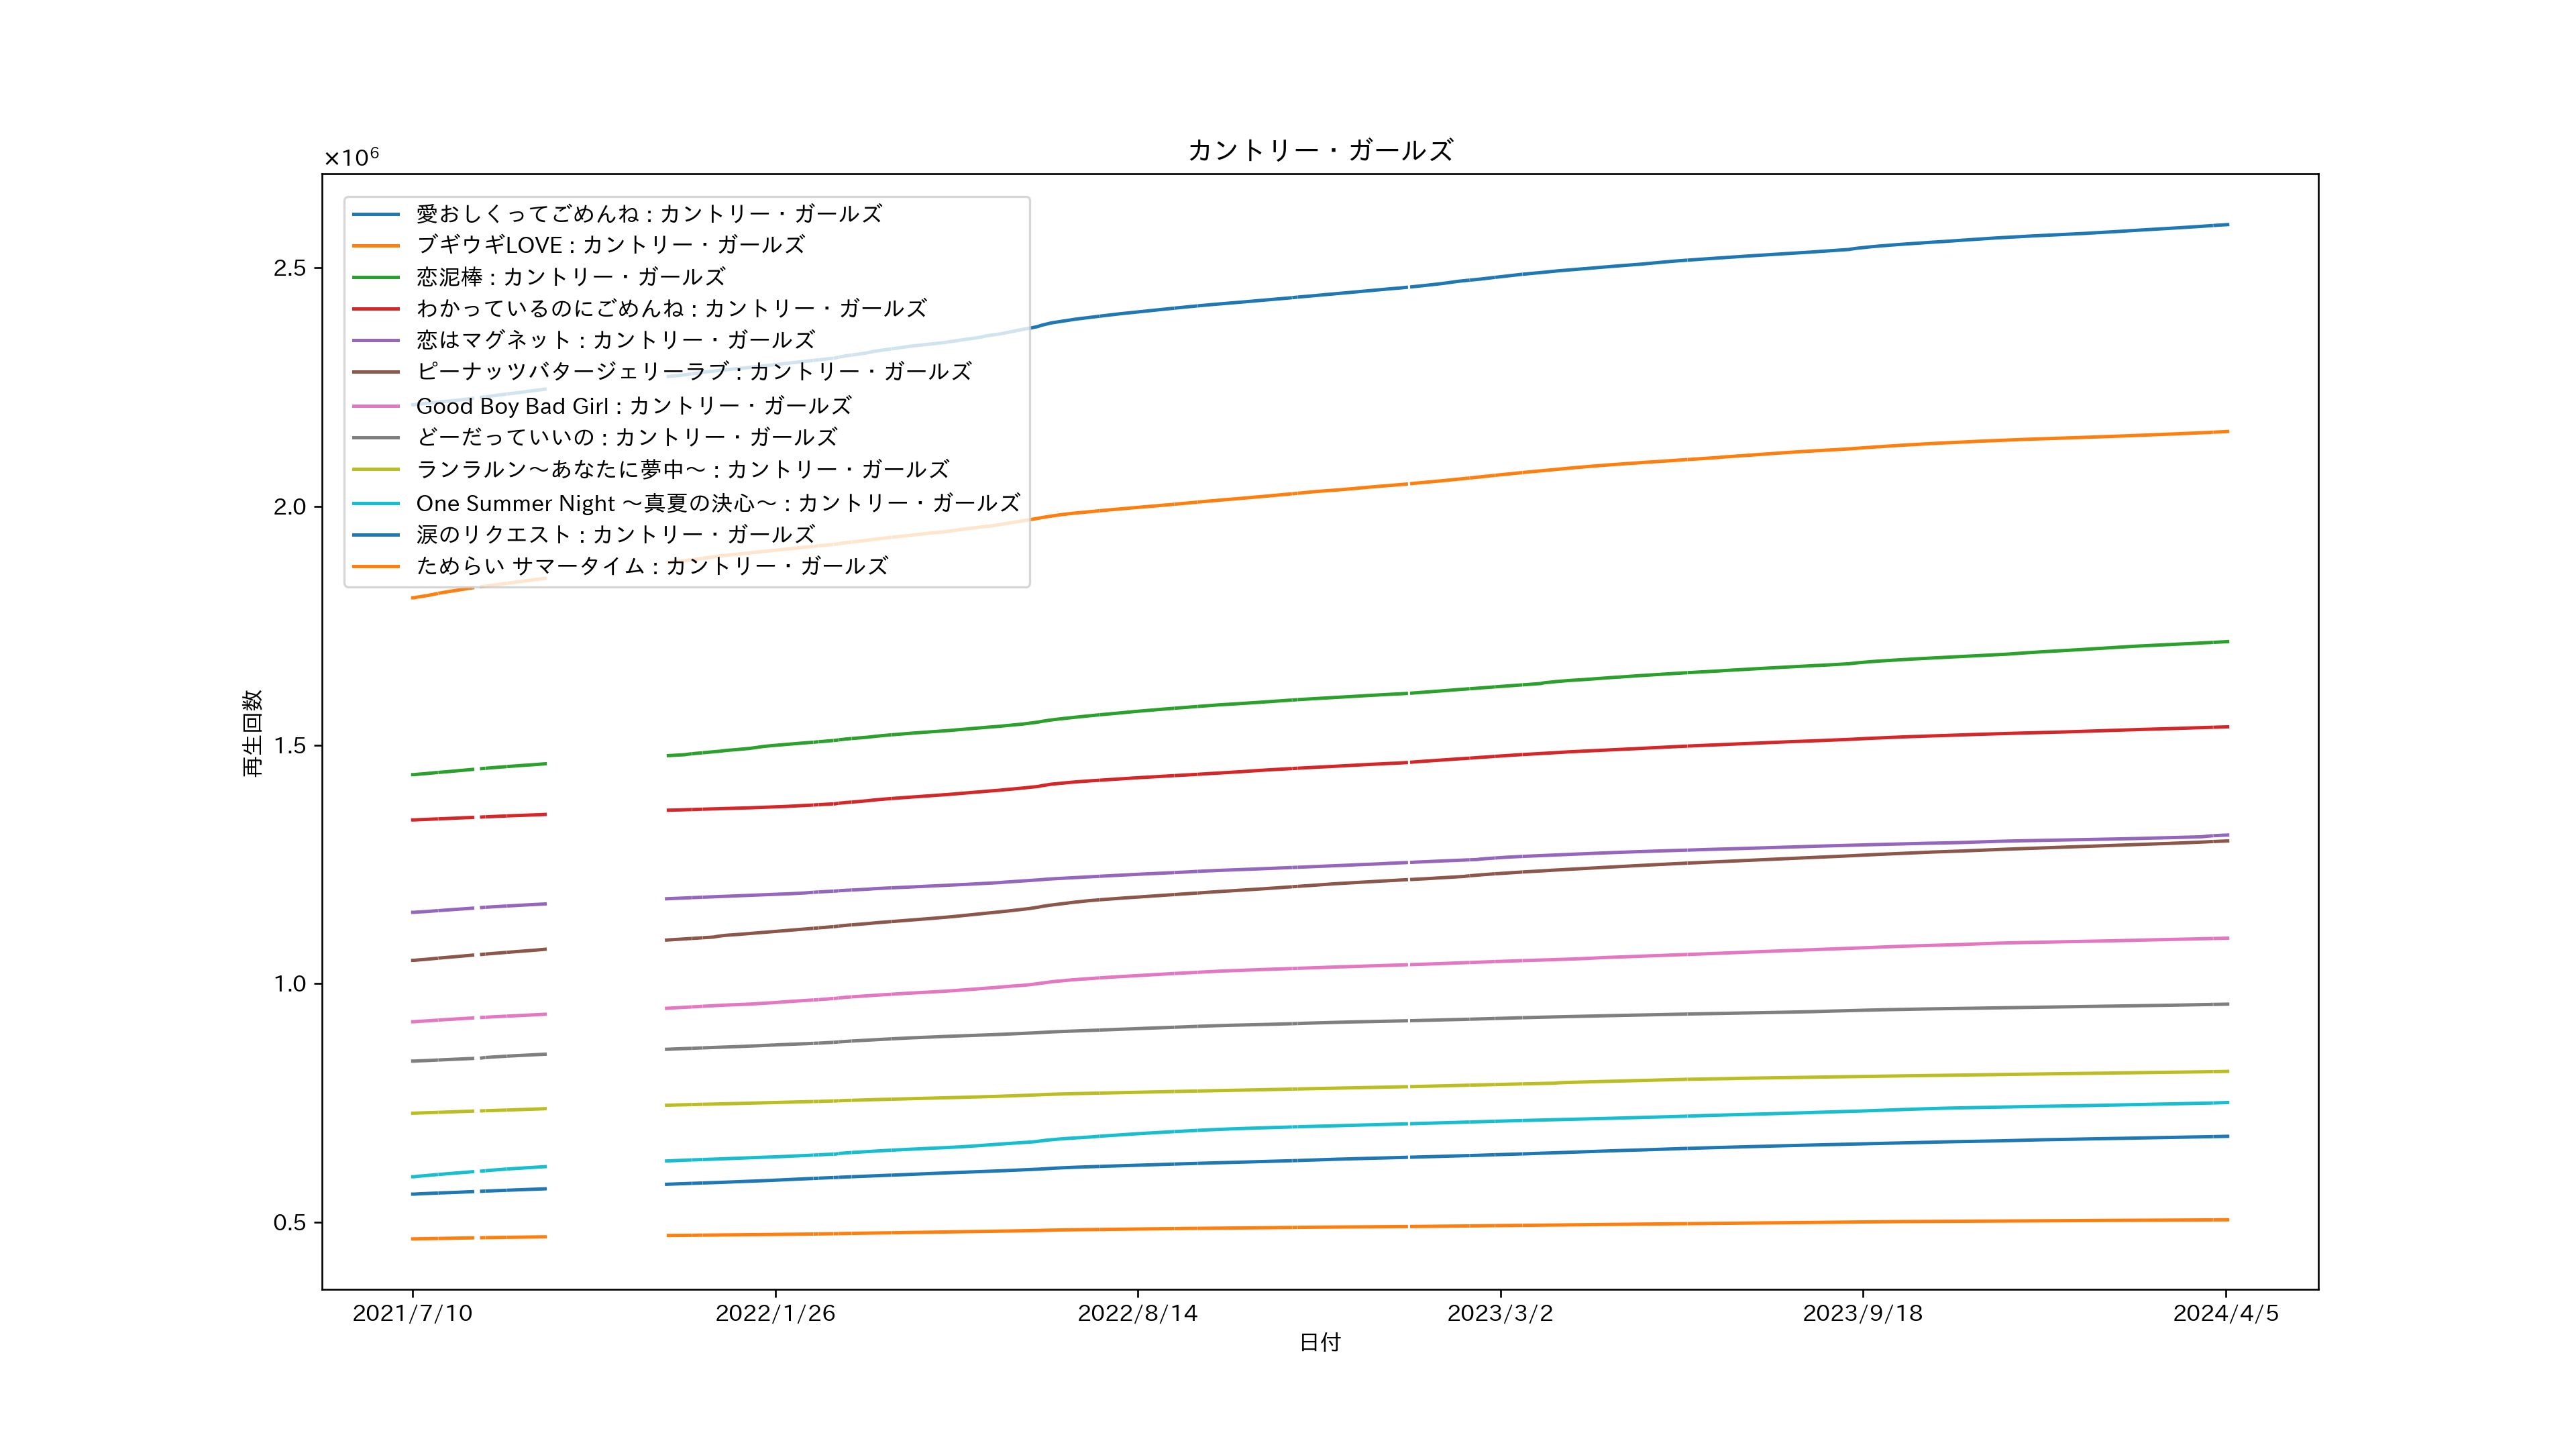 カントリー・ガールズ
×10⁶
愛おしくってごめんね : カントリー・ガールズ
ブギウギLOVE : カントリー・ガールズ
恋泥棒 : カントリー・ガールズ
わかっているのにごめんね : カントリー・ガールズ
恋はマグネット : カントリー・ガールズ
ピーナッツバタージェリーラブ : カントリー・ガールズ
Good Boy Bad Girl : カントリー・ガールズ
どーだっていいの : カントリー・ガールズ
ランラルン〜あなたに夢中〜 : カントリー・ガールズ
One Summer Night 〜真夏の決心〜 : カントリー・ガールズ
涙のリクエスト : カントリー・ガールズ
ためらい サマータイム : カントリー・ガールズ
2.5
2.0
1.5
1.0
0.5
再生回数
2021/7/10
2022/1/26
2022/8/14
2023/3/2
2023/9/18
2024/4/5
日付